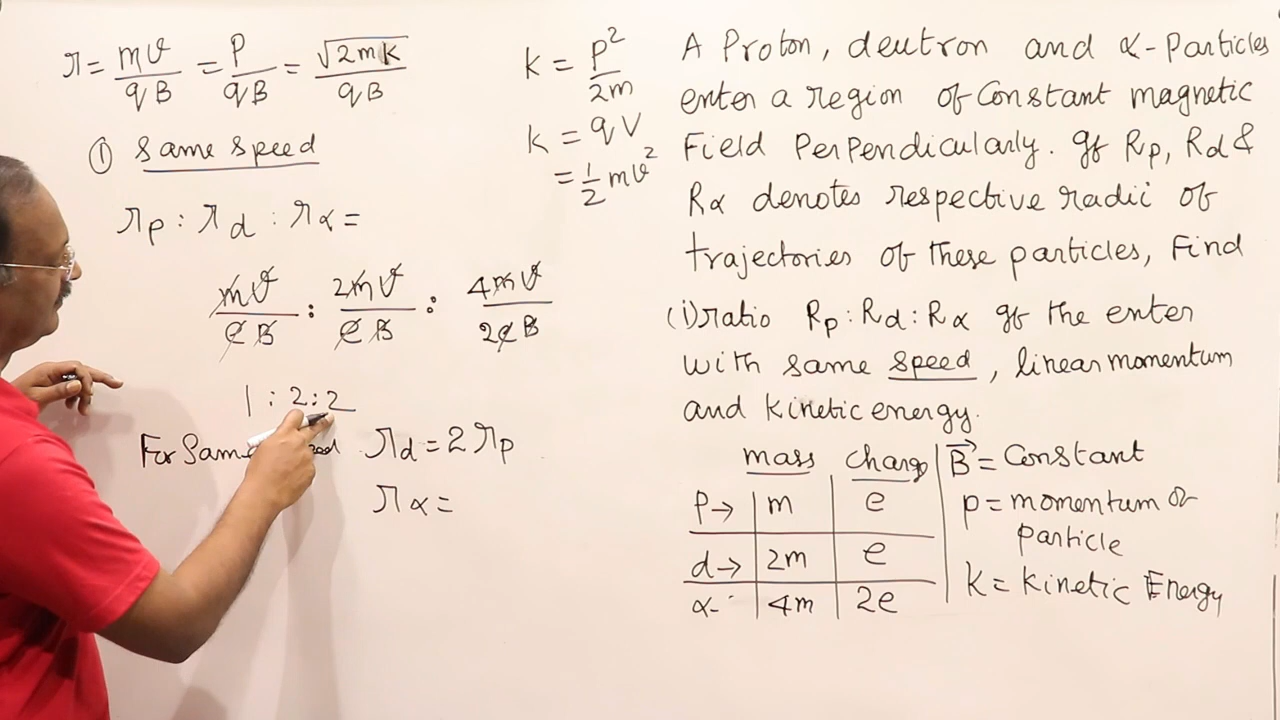 r = mv/qB = P/qB = √2mk/qB
① Same Speed
rp : rd : rα =
mv/eB : 2mv/eB : 4mv/2eB
1 : 2 : 2
For Same rd = 2 rp
rα =
k = P²/2m
k = qV
= 1/2 mv²
A Proton, deutron and α-Particles
enter a region of Constant magnetic
Field Perpendicularly. If Rp, Rd &
Rα denotes respective radii of
trajectories of these particles, Find
(i) ratio Rp : Rd : Rα if the enter
with same speed, linear momentum
and kinetic energy.
mass charge
P→ m e
d→ 2m e
α- 4m 2e
B⃗ = Constant
p = momentum of
particle
k = Kinetic Energy